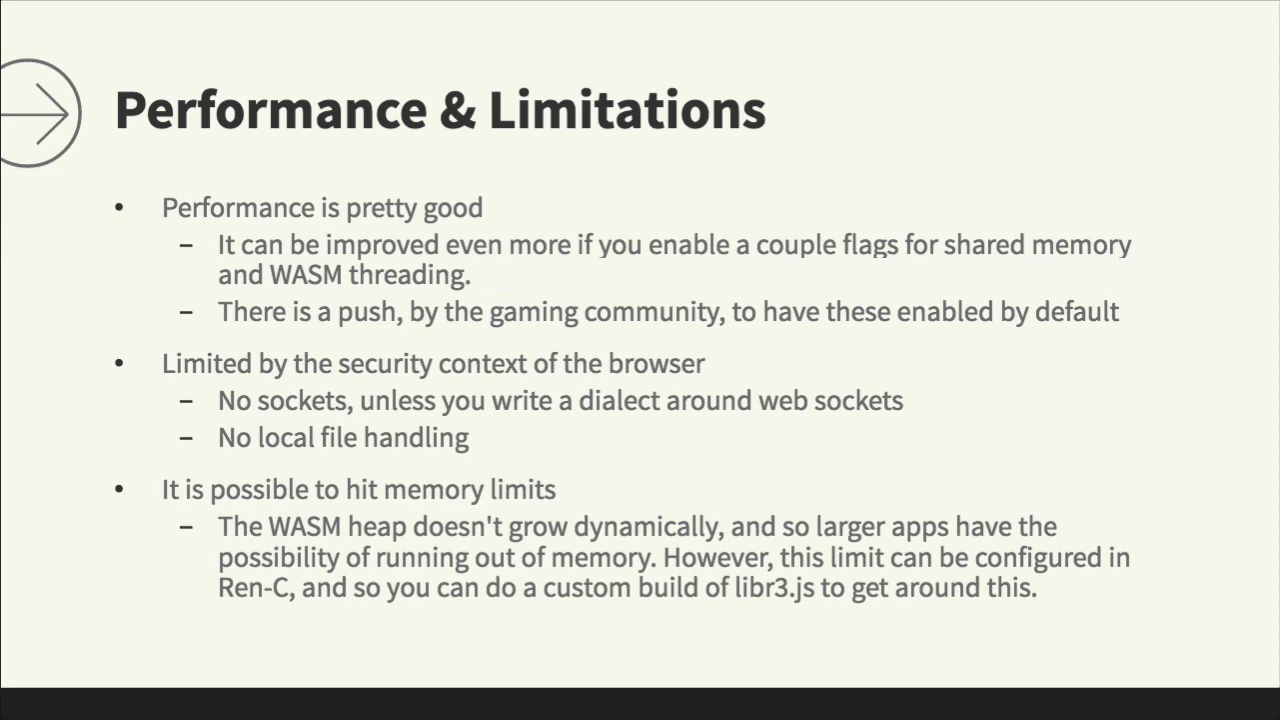 Performance & Limitations
• Performance is pretty good
– It can be improved even more if you enable a couple flags for shared memory
and WASM threading.
– There is a push, by the gaming community, to have these enabled by default
• Limited by the security context of the browser
– No sockets, unless you write a dialect around web sockets
– No local file handling
• It is possible to hit memory limits
– The WASM heap doesn't grow dynamically, and so larger apps have the
possibility of running out of memory. However, this limit can be configured in
Ren-C, and so you can do a custom build of libr3.js to get around this.